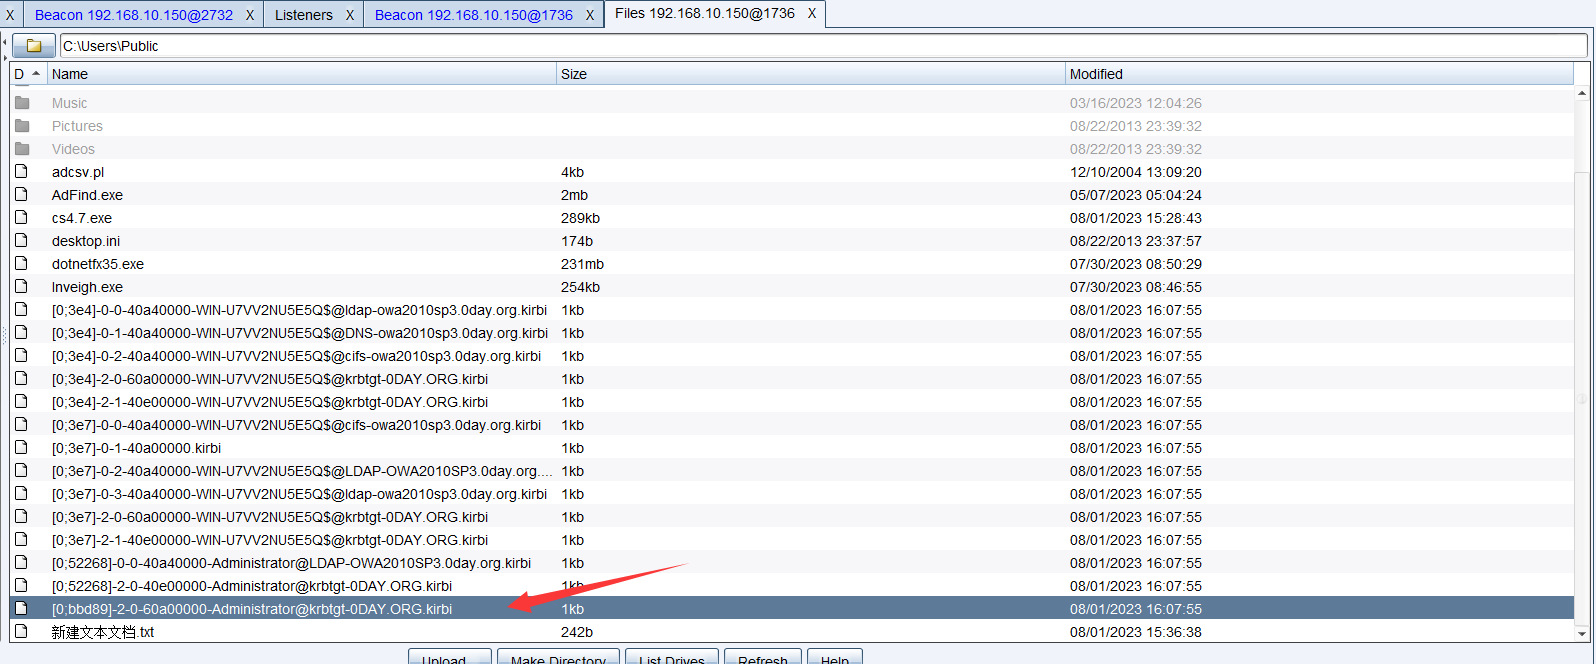 X Beacon 192.168.10.150@2732 X Listeners X Beacon 192.168.10.150@1736 X Files 192.168.10.150@1736 X
C:\Users\Public
D Name Size Modified
Music 03/16/2023 12:04:26
Pictures 08/22/2013 23:39:32
Videos 08/22/2013 23:39:32
adcsv.pl 4kb 12/10/2004 13:09:20
AdFind.exe 2mb 05/07/2023 05:04:24
cs4.7.exe 289kb 08/01/2023 15:28:43
desktop.ini 174b 08/22/2013 23:37:57
dotnetfx35.exe 231mb 07/30/2023 08:50:29
Inveigh.exe 254kb 07/30/2023 08:46:55
[0;3e4]-0-0-40a40000-WIN-U7VV2NU5E5Q$@ldap-owa2010sp3.0day.org.kirbi 1kb 08/01/2023 16:07:55
[0;3e4]-0-1-40a40000-WIN-U7VV2NU5E5Q$@DNS-owa2010sp3.0day.org.kirbi 1kb 08/01/2023 16:07:55
[0;3e4]-0-2-40a40000-WIN-U7VV2NU5E5Q$@cifs-owa2010sp3.0day.org.kirbi 1kb 08/01/2023 16:07:55
[0;3e4]-2-0-60a00000-WIN-U7VV2NU5E5Q$@krbtgt-0DAY.ORG.kirbi 1kb 08/01/2023 16:07:55
[0;3e4]-2-1-40e00000-WIN-U7VV2NU5E5Q$@krbtgt-0DAY.ORG.kirbi 1kb 08/01/2023 16:07:55
[0;3e7]-0-0-40a40000-WIN-U7VV2NU5E5Q$@cifs-owa2010sp3.0day.org.kirbi 1kb 08/01/2023 16:07:55
[0;3e7]-0-1-40a00000.kirbi 1kb 08/01/2023 16:07:55
[0;3e7]-0-2-40a40000-WIN-U7VV2NU5E5Q$@LDAP-OWA2010SP3.0day.org.... 1kb 08/01/2023 16:07:55
[0;3e7]-0-3-40a40000-WIN-U7VV2NU5E5Q$@ldap-owa2010sp3.0day.org.kirbi 1kb 08/01/2023 16:07:55
[0;3e7]-2-0-60a00000-WIN-U7VV2NU5E5Q$@krbtgt-0DAY.ORG.kirbi 1kb 08/01/2023 16:07:55
[0;3e7]-2-1-40e00000-WIN-U7VV2NU5E5Q$@krbtgt-0DAY.ORG.kirbi 1kb 08/01/2023 16:07:55
[0;52268]-0-0-40a40000-Administrator@LDAP-OWA2010SP3.0day.org.kirbi 1kb 08/01/2023 16:07:55
[0;52268]-2-0-40e00000-Administrator@krbtgt-0DAY.ORG.kirbi 1kb 08/01/2023 16:07:55
[0;bbd89]-2-0-60a00000-Administrator@krbtgt-0DAY.ORG.kirbi 1kb 08/01/2023 16:07:55
新建文本文档.txt 242b 08/01/2023 15:36:38
Upload... Make Directory List Drives Refresh Help